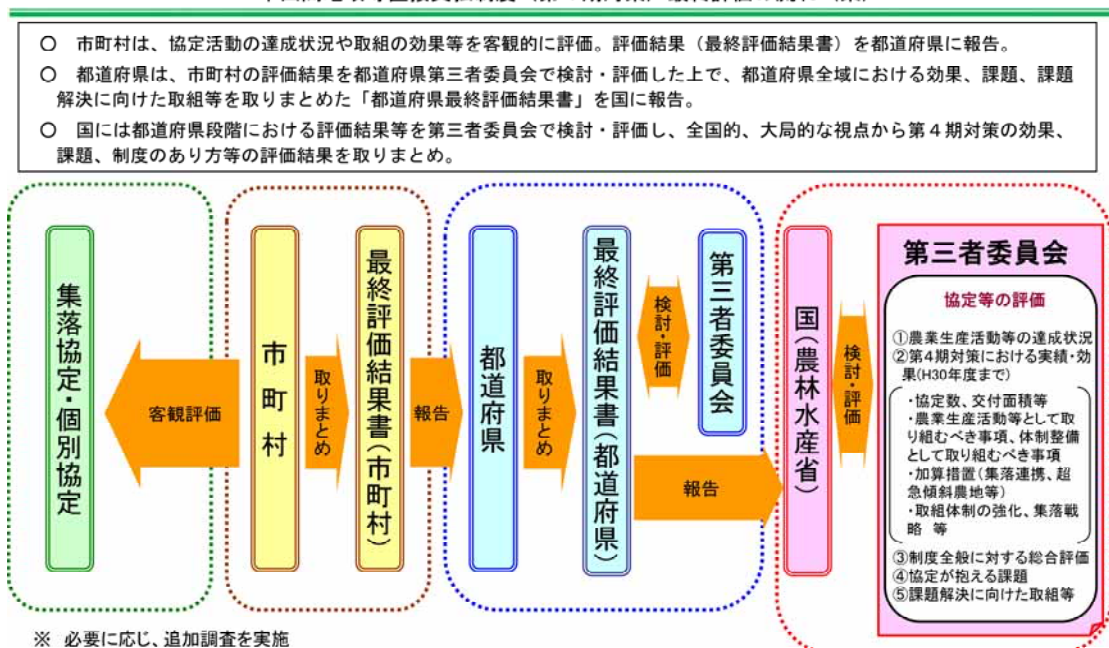 ○ 市町村は、協定活動の達成状況や取組の効果等を客観的に評価。評価結果（最終評価結果書）を都道府県に報告。
○ 都道府県は、市町村の評価結果を都道府県第三者委員会で検討・評価した上で、都道府県全域における効果、課題、課題
解決に向けた取組等を取りまとめた「都道府県最終評価結果書」を国に報告。
○ 国には都道府県段階における評価結果等を第三者委員会で検討・評価し、全国的、大局的な視点から第４期対策の効果、
課題、制度のあり方等の評価結果を取りまとめ。
集落協定・個別協定
客観評価
市町村
取りまとめ
最終評価結果書（市町村）
報告
都道府県
取りまとめ
最終評価結果書（都道府県）
検討・評価
第三者委員会
報告
国（農林水産省）
検討・評価
第三者委員会
協定等の評価
①農業生産活動等の達成状況
②第４期対策における実績・効
果(H30年度まで)
・協定数、交付面積等
・農業生産活動等として取
り組むべき事項、体制整備
として取り組むべき事項
・加算措置（集落連携、超
急傾斜農地等）
・取組体制の強化、集落戦
略 等
③制度全般に対する総合評価
④協定が抱える課題
⑤課題解決に向けた取組等
※ 必要に応じ、追加調査を実施